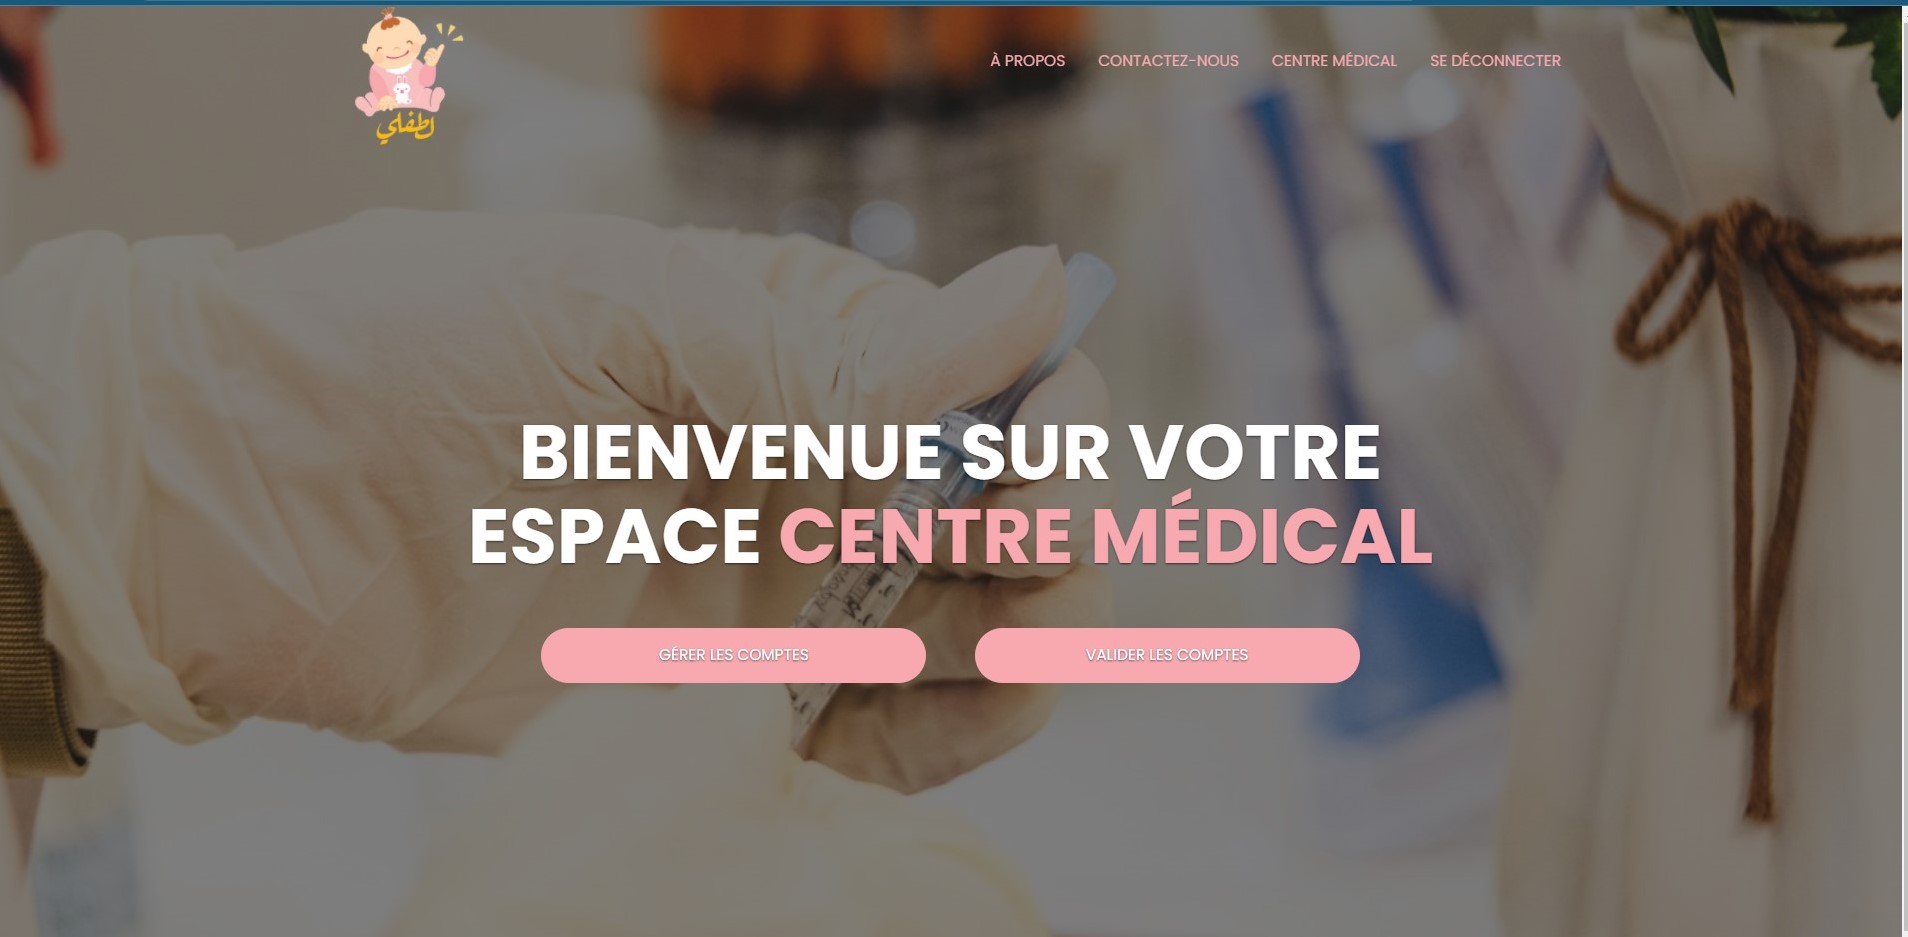 لطفلي
À PROPOS
CONTACTEZ-NOUS
CENTRE MÉDICAL
SE DÉCONNECTER
BIENVENUE SUR VOTRE
ESPACE CENTRE MÉDICAL
GÉRER LES COMPTES
VALIDER LES COMPTES